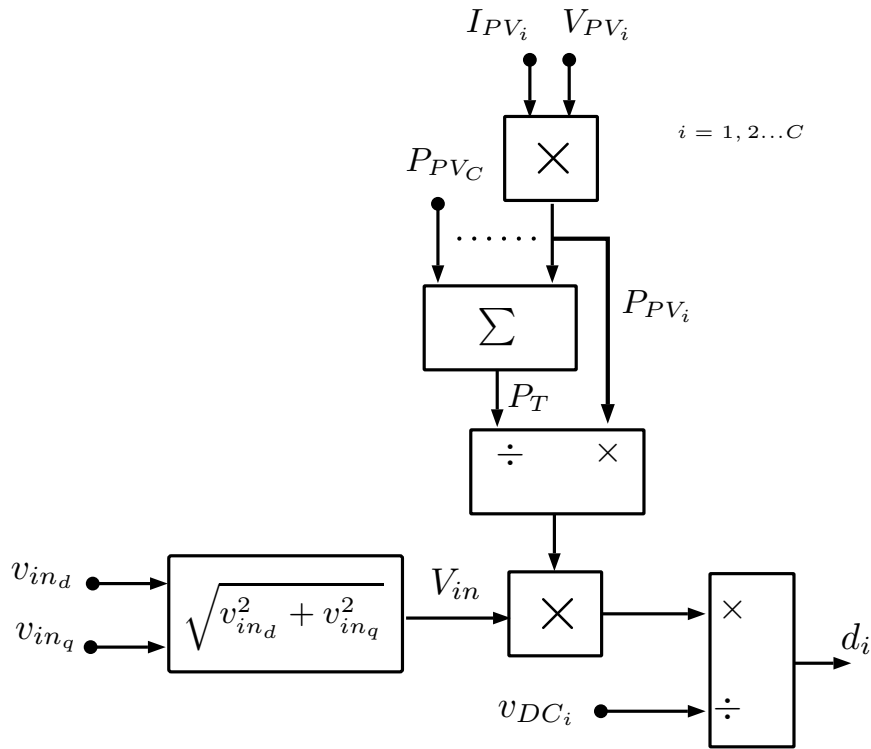 I_{PV_i} V_{PV_i}
×
i = 1, 2...C
P_{PV_C}
......
∑
P_{PV_i}
P_T
÷ ×
v_{in_d}
√(v_{in_d}^2 + v_{in_q}^2)
V_{in}
×
×
v_{in_q}
d_i
v_{DC_i}
÷